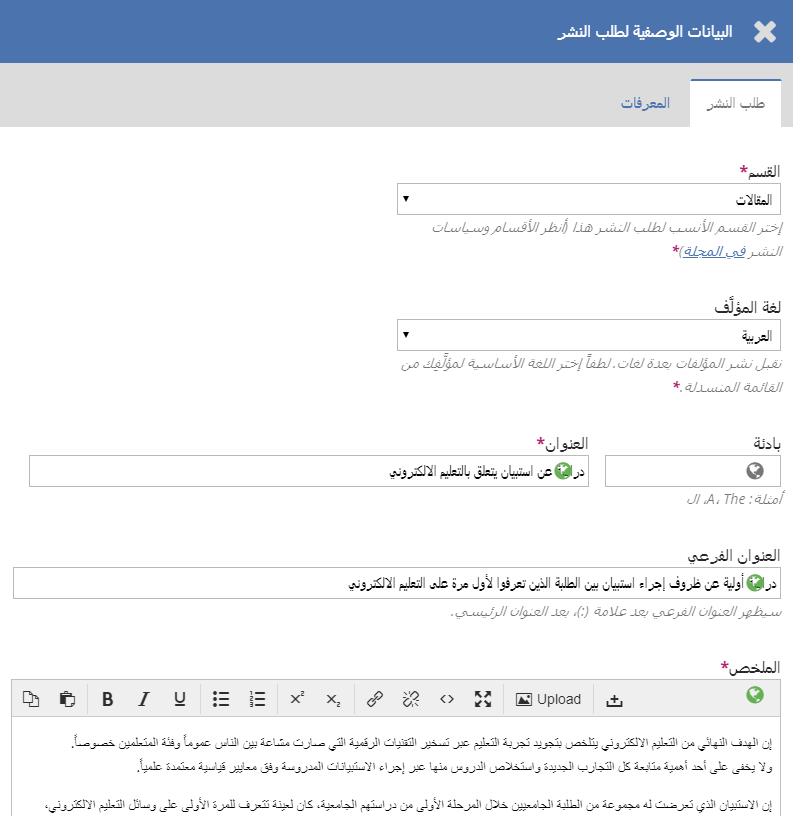 البيانات الوصفية لطلب النشر
طلب النشر
المعرفات
القسم*
المقالات
إختر القسم الأنسب لطلب النشر هذا (أنظر الأقسام وسياسات
النشر في المجلة)*
لغة المؤلَّف
العربية
نقبل نشر المؤلفات بعدة لغات. لطفاً إختر اللغة الأساسية لمؤلَّفِك من
القائمة المنسدلة.*
بادئة
العنوان*
عن استبيان يتعلق بالتعليم الالكتروني
أمثلة: A، The، ال
العنوان الفرعي
أولية عن ظروف إجراء استبيان بين الطلبة الذين تعرفوا لأول مرة على التعليم الالكتروني
سيظهر العنوان الفرعي بعد علامة (:)، بعد العنوان الرئيسي.
الملخص*
B I U x² x₂ Upload
إن الهدف النهائي من التعليم الالكتروني يتلخص بتجويد تجربة التعليم عبر تسخير التقنيات الرقمية التي صارت مشاعة بين الناس عموماً وفئة المتعلمين خصوصاً.
ولا يخفى على أحد أهمية متابعة كل التجارب الجديدة واستخلاص الدروس منها عبر إجراء الاستبيانات المدروسة وفق معايير قياسية معتمدة علمياً.
إن الاستبيان الذي تعرضت له مجموعة من الطلبة الجامعيين خلال المرحلة الأولى من دراستهم الجامعية، كان لعينة تتعرف للمرة الأولى على وسائل التعليم الالكتروني،